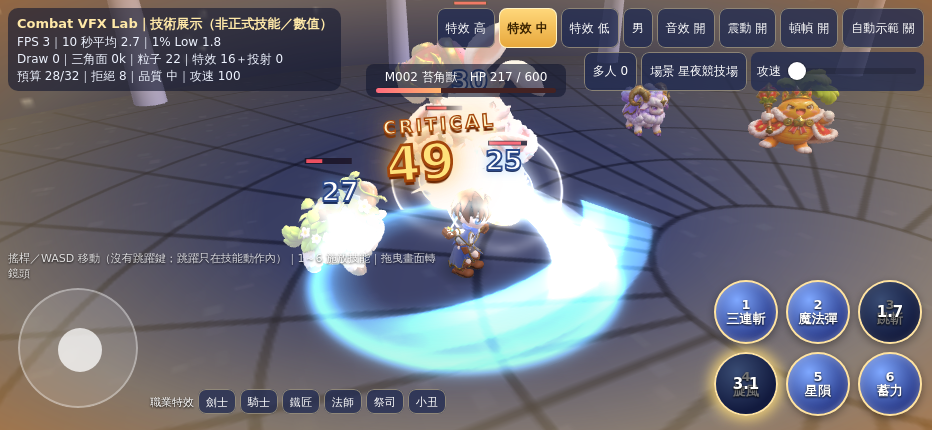 Combat VFX Lab｜技術展示（非正式技能／數值）
FPS 3｜10 秒平均 2.7｜1% Low 1.8
Draw 0｜三角面 0k｜粒子 22｜特效 16＋投射 0
預算 28/32｜拒絕 8｜品質 中｜攻速 100
特效 高
特效 中
特效 低
男
音效 開
震動 開
頓幀 開
自動示範 關
多人 0
場景 星夜競技場
攻速
M002 苔角獸 HP 217 / 600
30
CRITICAL
49
25
27
搖桿／WASD 移動（沒有跳躍鍵；跳躍只在技能動作內）｜1–6 施放技能｜拖曳畫面轉
鏡頭
1
三連斬
2
魔法彈
3
1.7
跳斬
4
3.1
旋風
5
星隕
6
蓄力
職業特效
劍士
騎士
鐵匠
法師
祭司
小丑